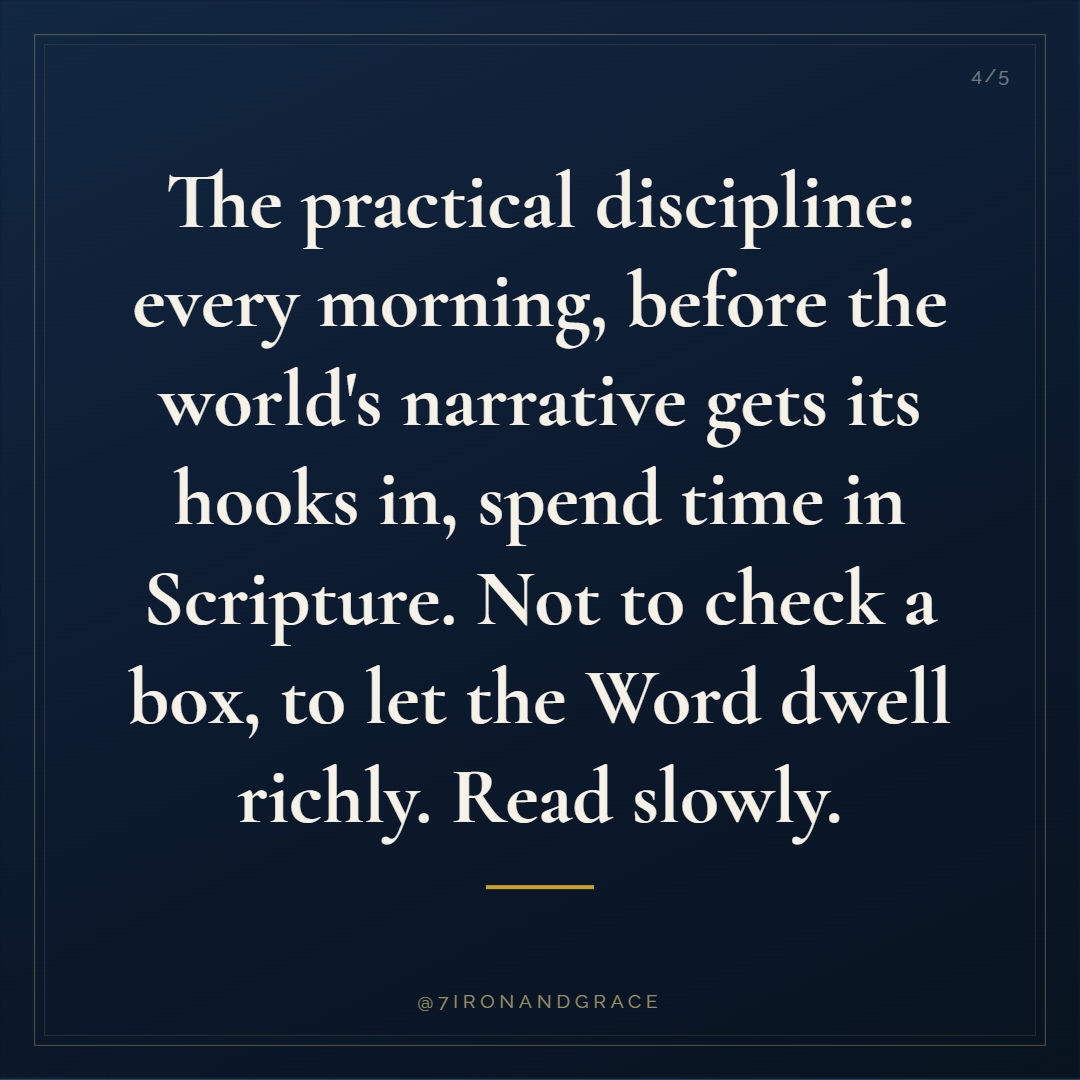 4/5
The practical discipline:
every morning, before the
world's narrative gets its
hooks in, spend time in
Scripture. Not to check a
box, to let the Word dwell
richly. Read slowly.
@7IRONANDGRACE